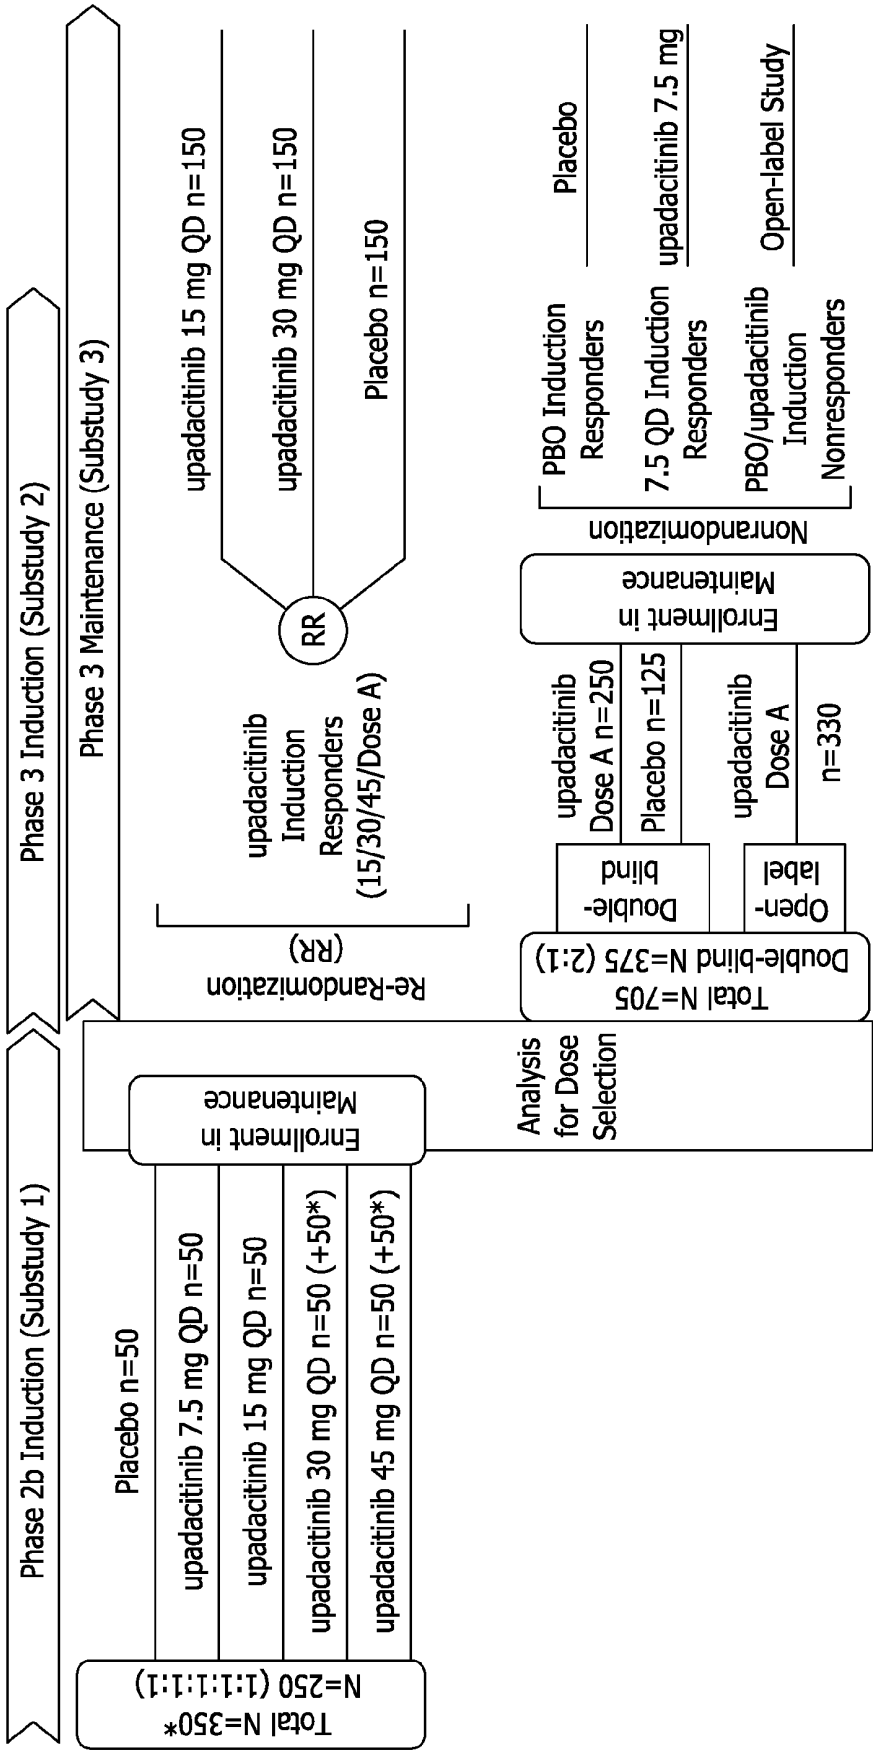 Phase 2b Induction (Substudy 1)
Phase 3 Induction (Substudy 2)
Phase 3 Maintenance (Substudy 3)
Total N=350*
N=250 (1:1:1:1:1)
Placebo n=50
upadacitinib 7.5 mg QD n=50
upadacitinib 15 mg QD n=50
upadacitinib 30 mg QD n=50 (+50*)
upadacitinib 45 mg QD n=50 (+50*)
Enrollment in
Maintenance
Analysis
for Dose
Selection
Re-Randomization
(RR)
upadacitinib
Induction
Responders
(15/30/45/Dose A)
RR
upadacitinib 15 mg QD n=150
upadacitinib 30 mg QD n=150
Placebo n=150
Total N=705
Double-blind N=375 (2:1)
Double-
blind
Open-
label
upadacitinib
Dose A n=250
Placebo n=125
upadacitinib
Dose A
n=330
Enrollment in
Maintenance
Nonrandomization
PBO Induction
Responders
Placebo
7.5 QD Induction
Responders
upadacitinib 7.5 mg
PBO/upadacitinib
Induction
Nonresponders
Open-label Study